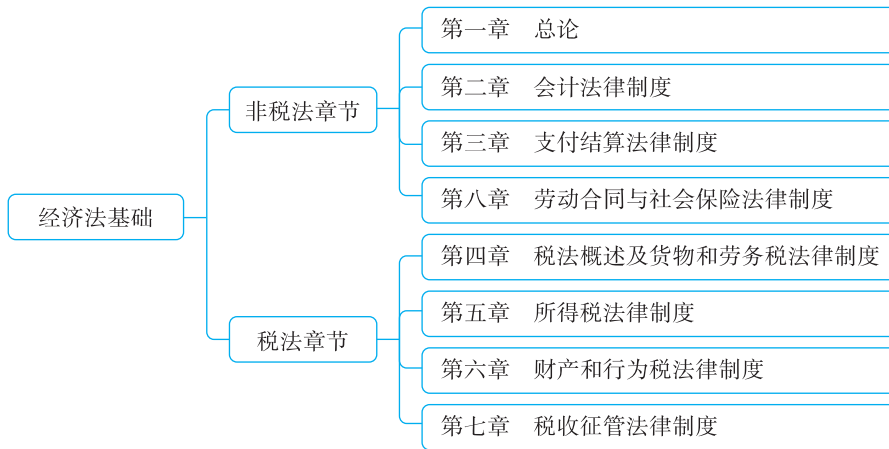 经济法基础
非税法章节
第一章 总论
第二章 会计法律制度
第三章 支付结算法律制度
第八章 劳动合同与社会保险法律制度
税法章节
第四章 税法概述及货物和劳务税法律制度
第五章 所得税法律制度
第六章 财产和行为税法律制度
第七章 税收征管法律制度